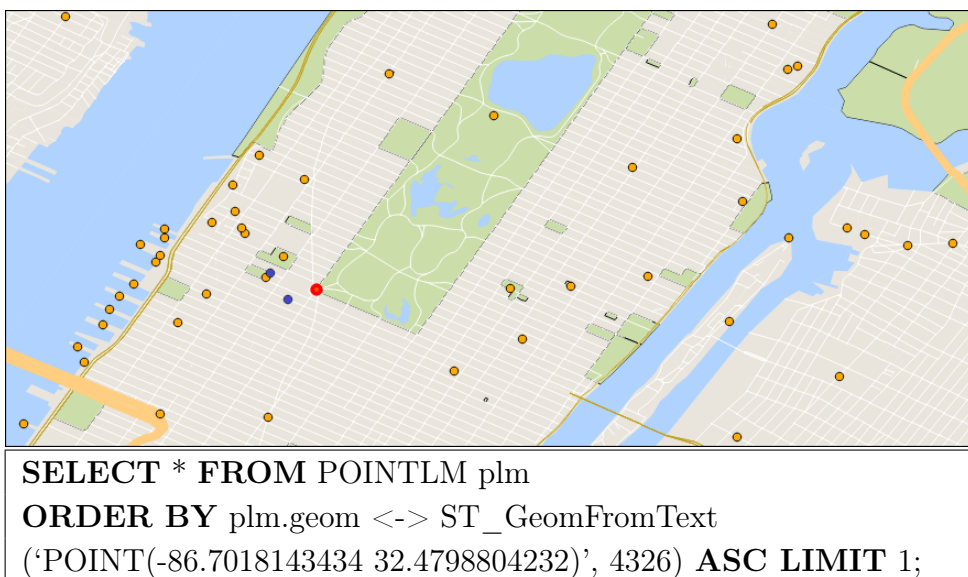 SELECT * FROM POINTLM plm
ORDER BY plm.geom <-> ST_GeomFromText
(‘POINT(-86.7018143434 32.4798804232)’, 4326) ASC LIMIT 1;